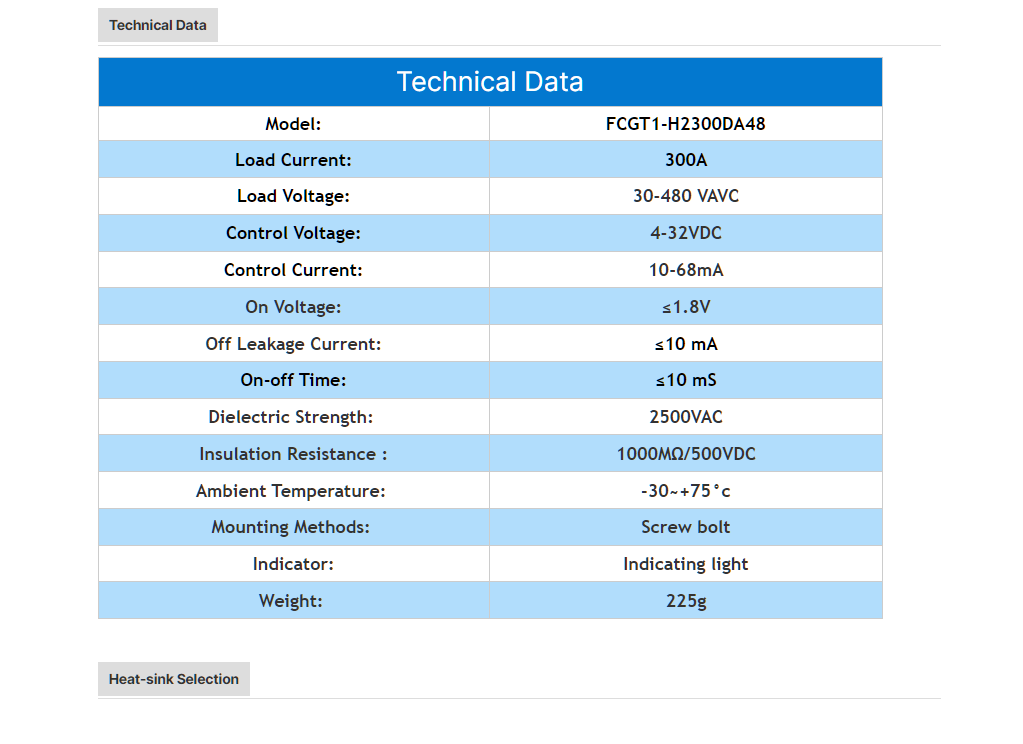 Technical Data
Technical Data
Model: FCGT1-H2300DA48
Load Current: 300A
Load Voltage: 30-480 VAVC
Control Voltage: 4-32VDC
Control Current: 10-68mA
On Voltage: ≤1.8V
Off Leakage Current: ≤10 mA
On-off Time: ≤10 mS
Dielectric Strength: 2500VAC
Insulation Resistance : 1000MΩ/500VDC
Ambient Temperature: -30~+75°c
Mounting Methods: Screw bolt
Indicator: Indicating light
Weight: 225g
Heat-sink Selection